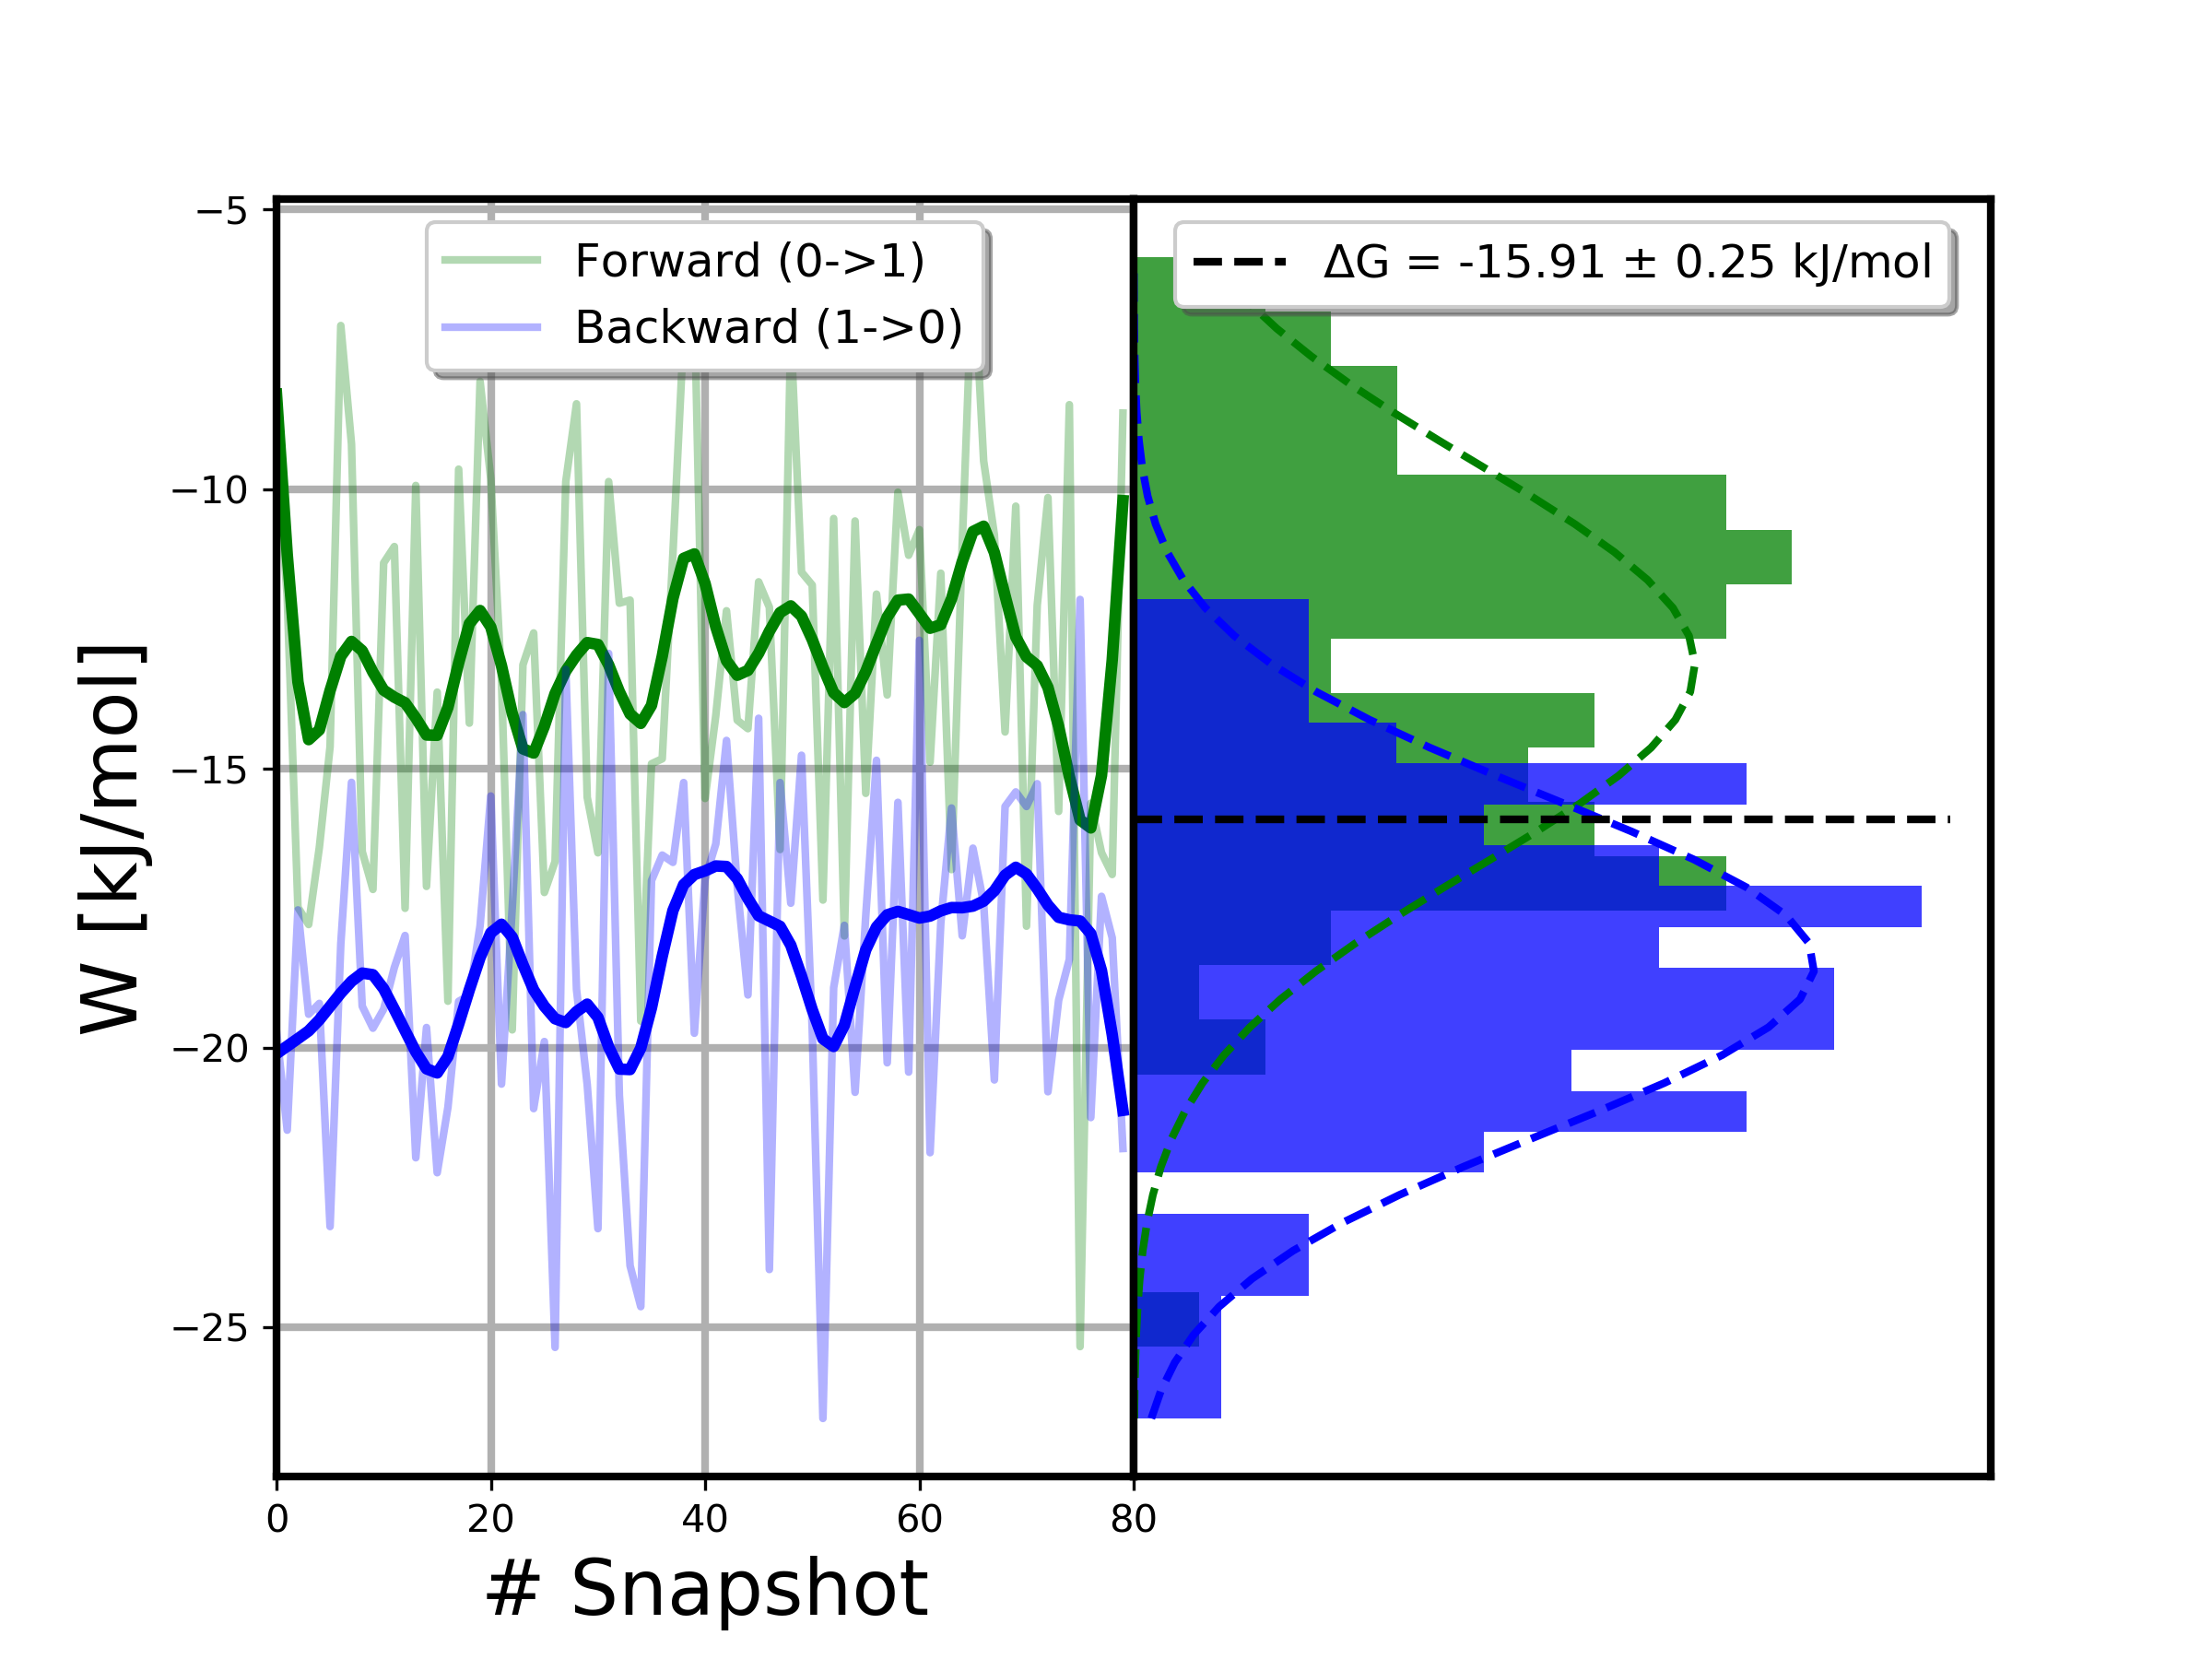 −5
−10
−15
−20
−25
W [kJ/mol]
Forward (0->1)
Backward (1->0)
ΔG = -15.91 ± 0.25 kJ/mol
0 20 40 60 80
# Snapshot